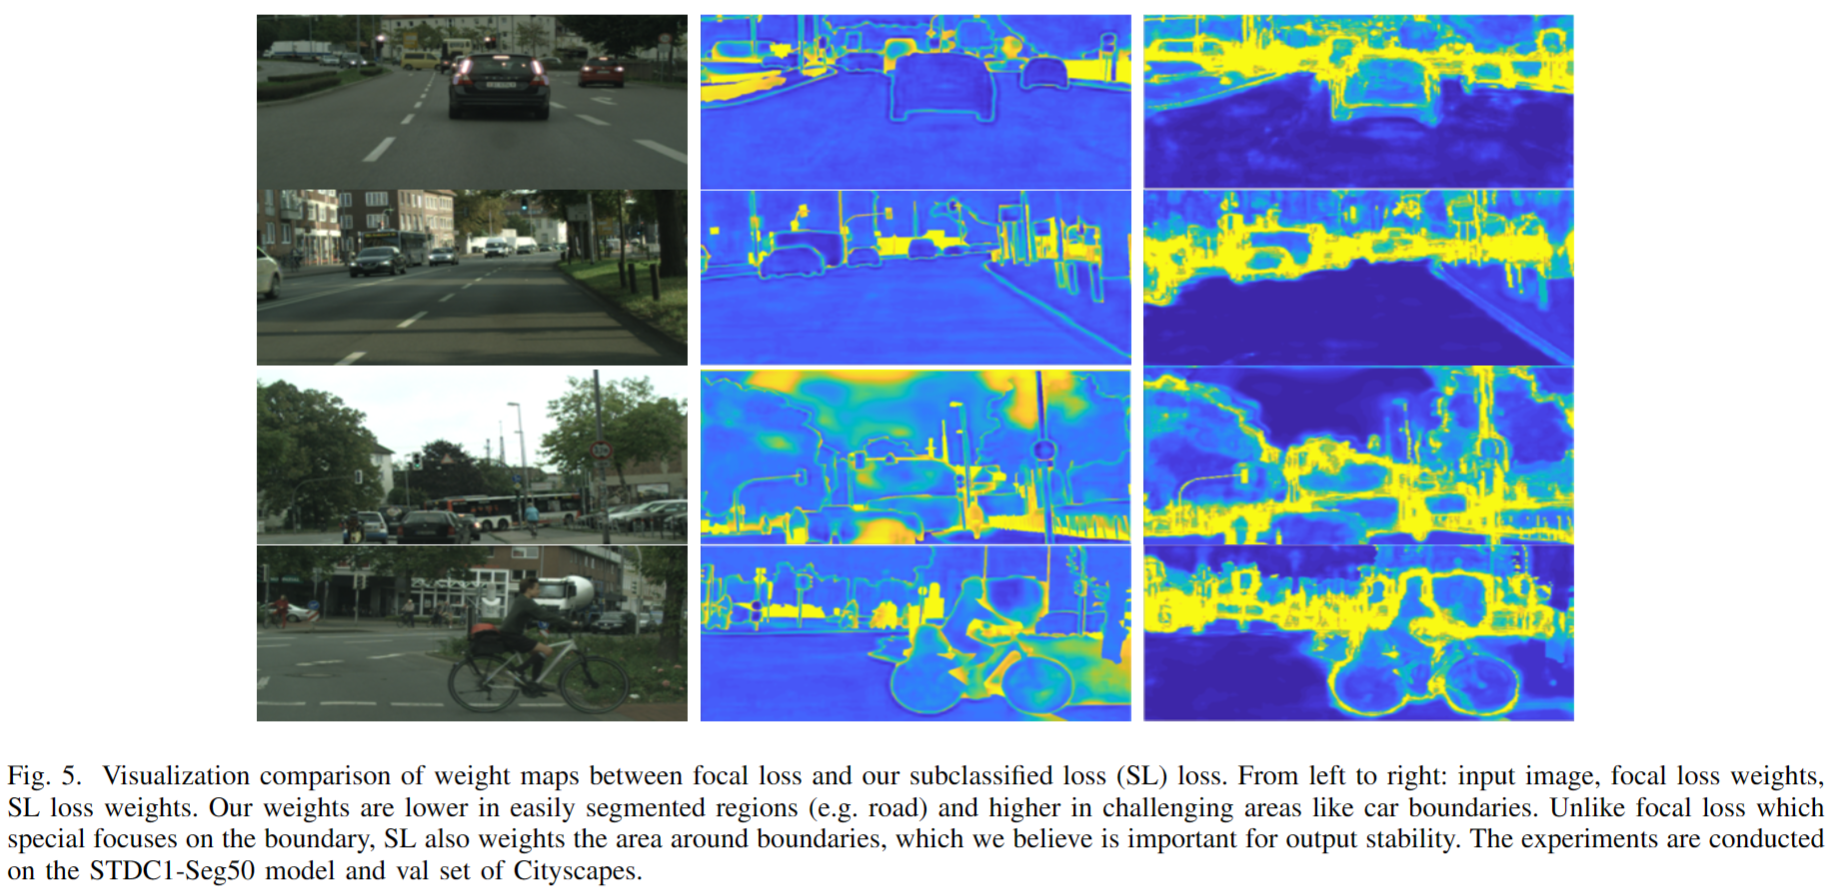 Fig. 5. Visualization comparison of weight maps between focal loss and our subclassified loss (SL) loss. From left to right: input image, focal loss weights,
SL loss weights. Our weights are lower in easily segmented regions (e.g. road) and higher in challenging areas like car boundaries. Unlike focal loss which
special focuses on the boundary, SL also weights the area around boundaries, which we believe is important for output stability. The experiments are conducted
on the STDC1-Seg50 model and val set of Cityscapes.